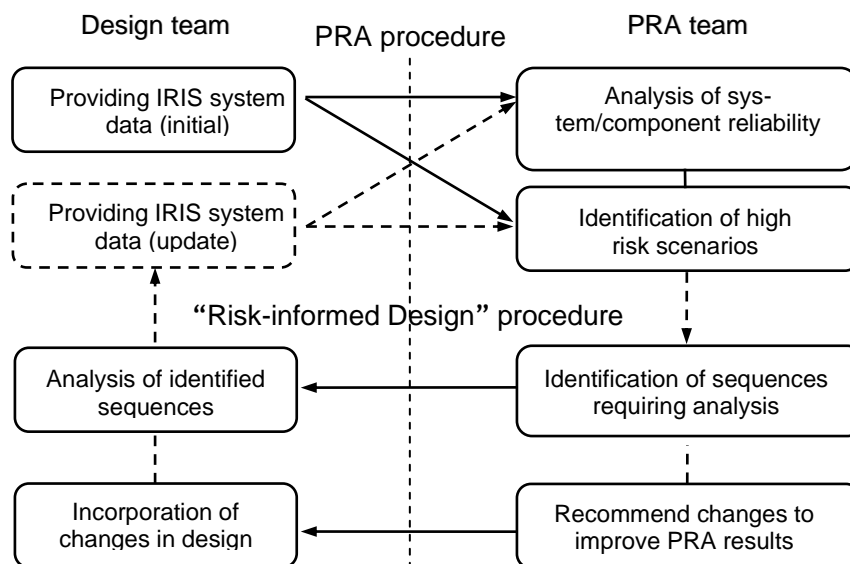 Design team
PRA procedure
PRA team
Providing IRIS system
data (initial)
Analysis of sys-
tem/component reliability
Providing IRIS system
data (update)
Identification of high
risk scenarios
“Risk-informed Design” procedure
Analysis of identified
sequences
Identification of sequences
requiring analysis
Incorporation of
changes in design
Recommend changes to
improve PRA results